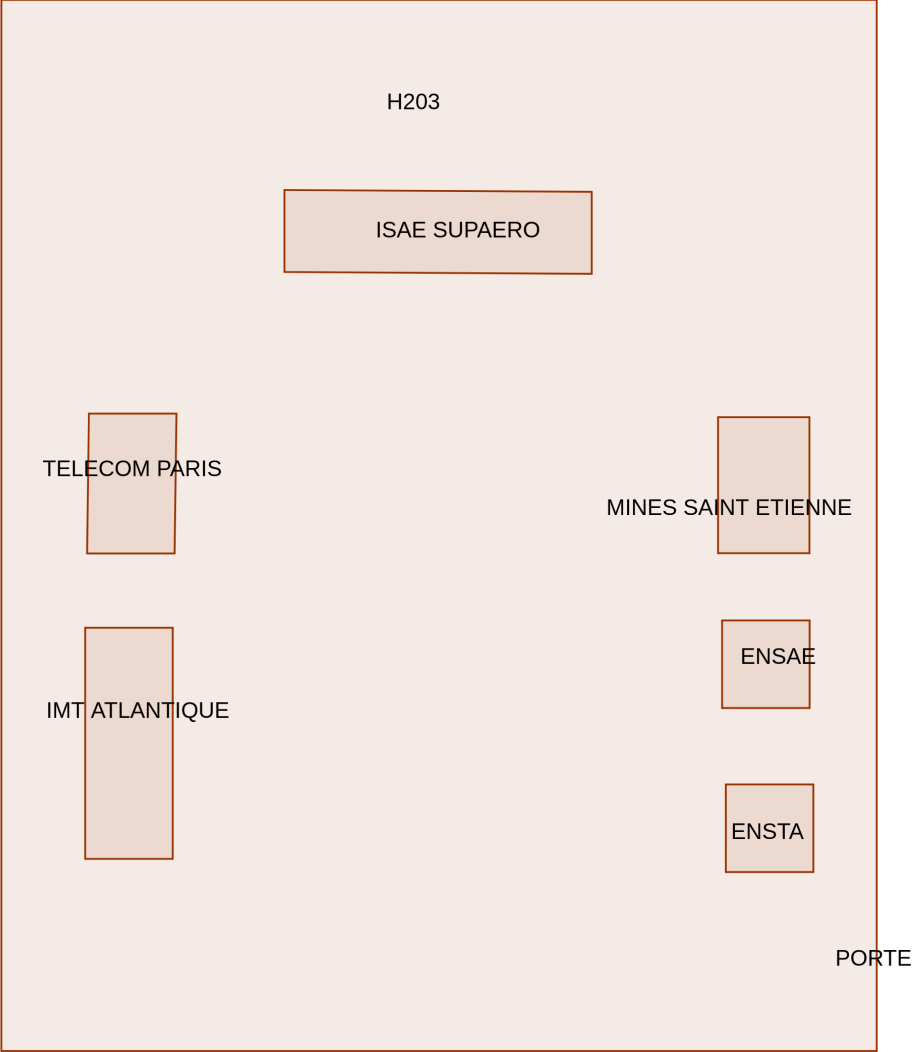 H203
ISAE SUPAERO
TELECOM PARIS
MINES SAINT ETIENNE
ENSAE
IMT ATLANTIQUE
ENSTA
PORTE